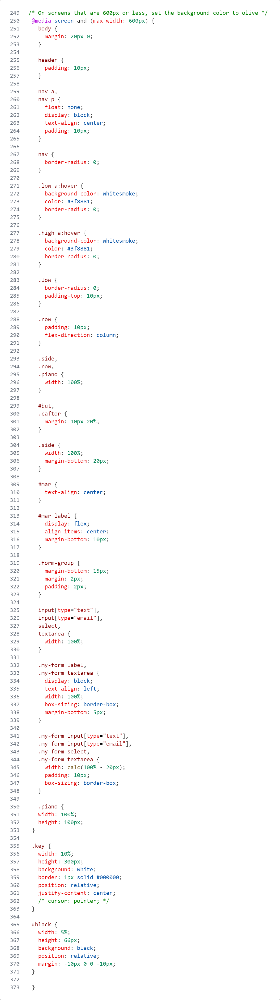 249 /* On screens that are 600px or less, set the background color to olive */
250 @media screen and (max-width: 600px) {
251 body {
252 margin: 20px 0;
253 }
254
255 header {
256 padding: 10px;
257 }
258
259 nav a,
260 nav p {
261 float: none;
262 display: block;
263 text-align: center;
264 padding: 10px;
265 }
266
267 nav {
268 border-radius: 0;
269 }
270
271 .low a:hover {
272 background-color: whitesmoke;
273 color: #3f8881;
274 border-radius: 0;
275 }
276
277 .high a:hover {
278 background-color: whitesmoke;
279 color: #3f8881;
280 border-radius: 0;
281 }
282
283 .low {
284 border-radius: 0;
285 padding-top: 10px;
286 }
287
288 .row {
289 padding: 10px;
290 flex-direction: column;
291 }
292
293 .side,
294 .row,
295 .piano {
296 width: 100%;
297 }
298
299 #but,
300 .caftor {
301 margin: 10px 20%;
302 }
303
304 .side {
305 width: 100%;
306 margin-bottom: 20px;
307 }
308
309 #mar {
310 text-align: center;
311 }
312
313 #mar label {
314 display: flex;
315 align-items: center;
316 margin-bottom: 10px;
317 }
318
319 .form-group {
320 margin-bottom: 15px;
321 margin: 2px;
322 padding: 2px;
323 }
324
325 input[type="text"],
326 input[type="email"],
327 select,
328 textarea {
329 width: 100%;
330 }
331
332 .my-form label,
333 .my-form textarea {
334 display: block;
335 text-align: left;
336 width: 100%;
337 box-sizing: border-box;
338 margin-bottom: 5px;
339 }
340
341 .my-form input[type="text"],
342 .my-form input[type="email"],
343 .my-form select,
344 .my-form textarea {
345 width: calc(100% - 20px);
346 padding: 10px;
347 box-sizing: border-box;
348 }
349
350 .piano {
351 width: 100%;
352 height: 100px;
353 }
354
355 .key {
356 width: 10%;
357 height: 300px;
358 background: white;
359 border: 1px solid #000000;
360 position: relative;
361 justify-content: center;
362 /* cursor: pointer; */
363 }
364
365 #black {
366 width: 5%;
367 height: 66px;
368 background: black;
369 position: relative;
370 margin: -10px 0 0 -10px;
371 }
372
373 }